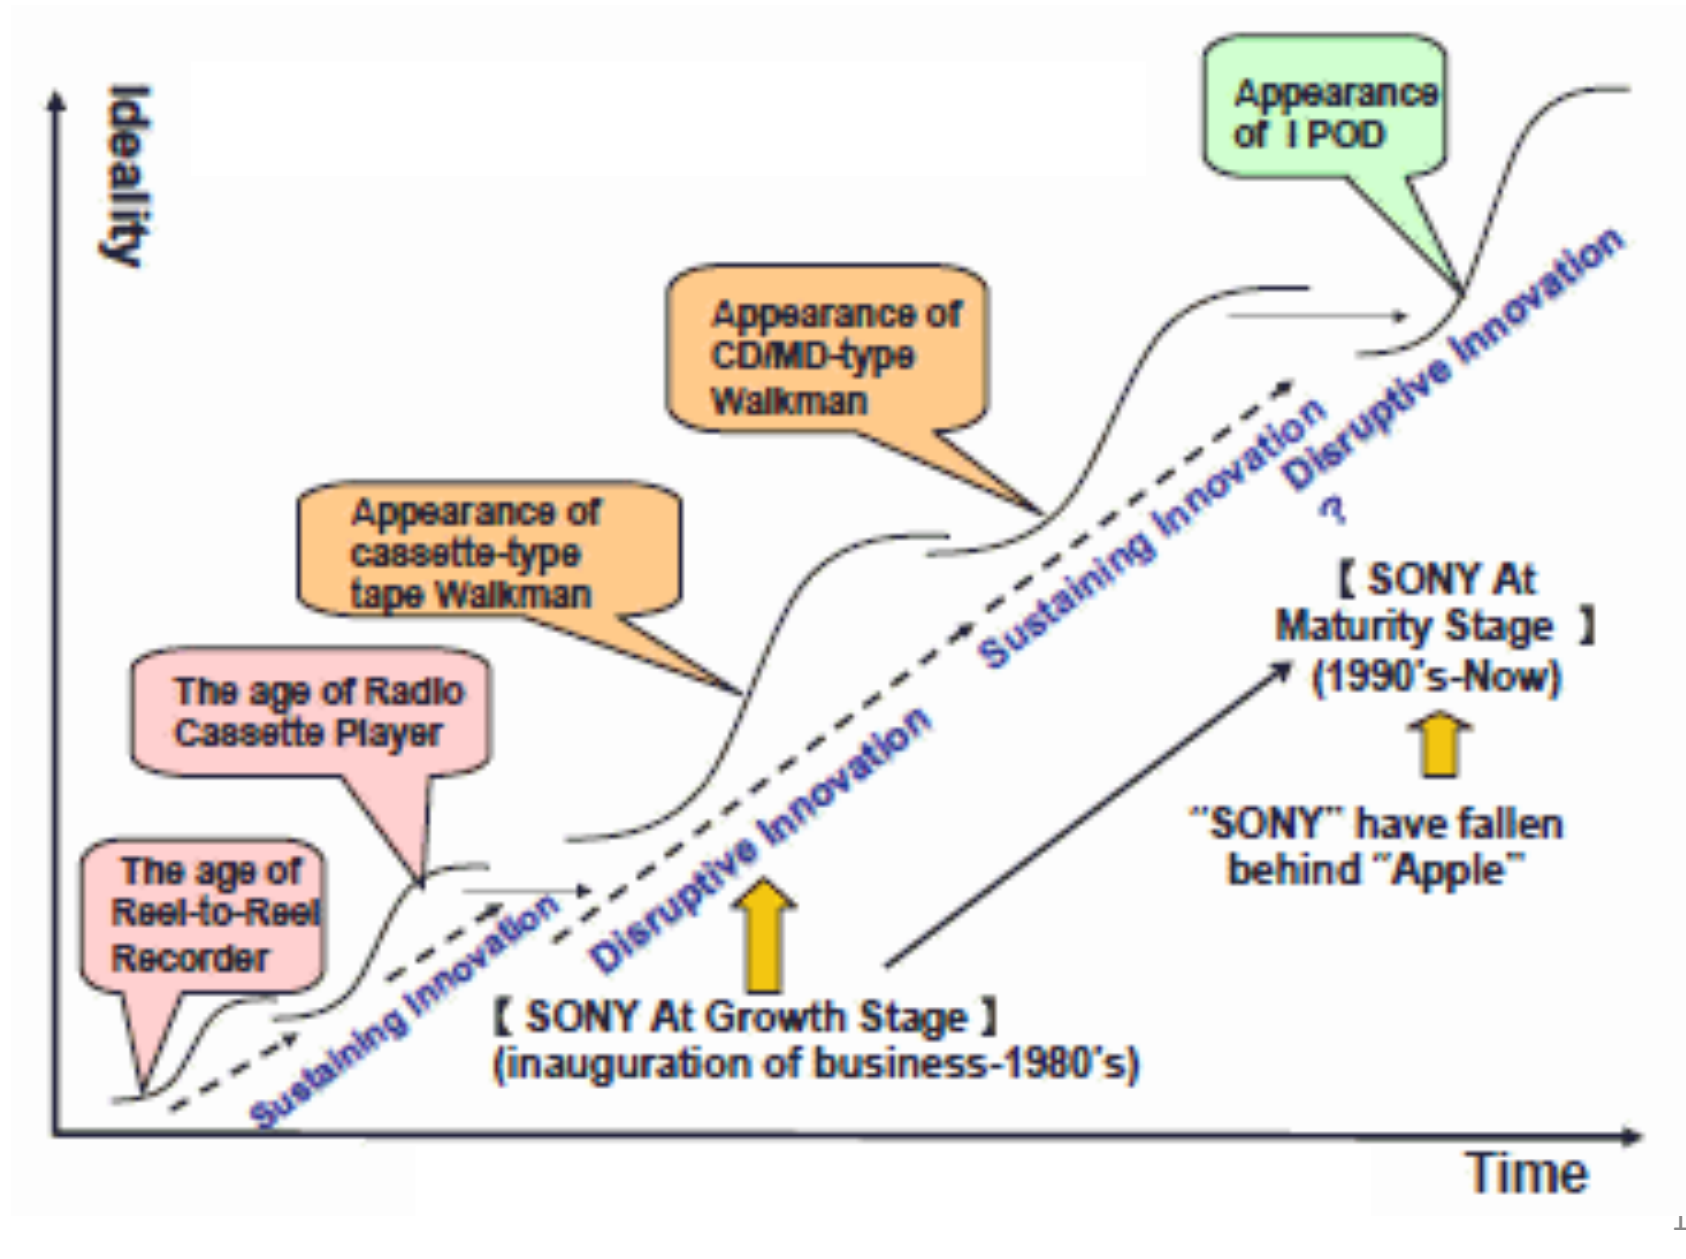 Ideality
Appearance
of I POD
Appearance of
CD/MD-type
Walkman
Appearance of
cassette-type
tape Walkman
The age of Radio
Cassette Player
The age of
Reel-to-Reel
Recorder
Sustaining Innovation
Disruptive Innovation
Sustaining Innovation
Disruptive Innovation
?
【 SONY At
Maturity Stage 】
(1990's-Now)
"SONY" have fallen
behind "Apple"
【 SONY At Growth Stage 】
(inauguration of business-1980's)
Time
1